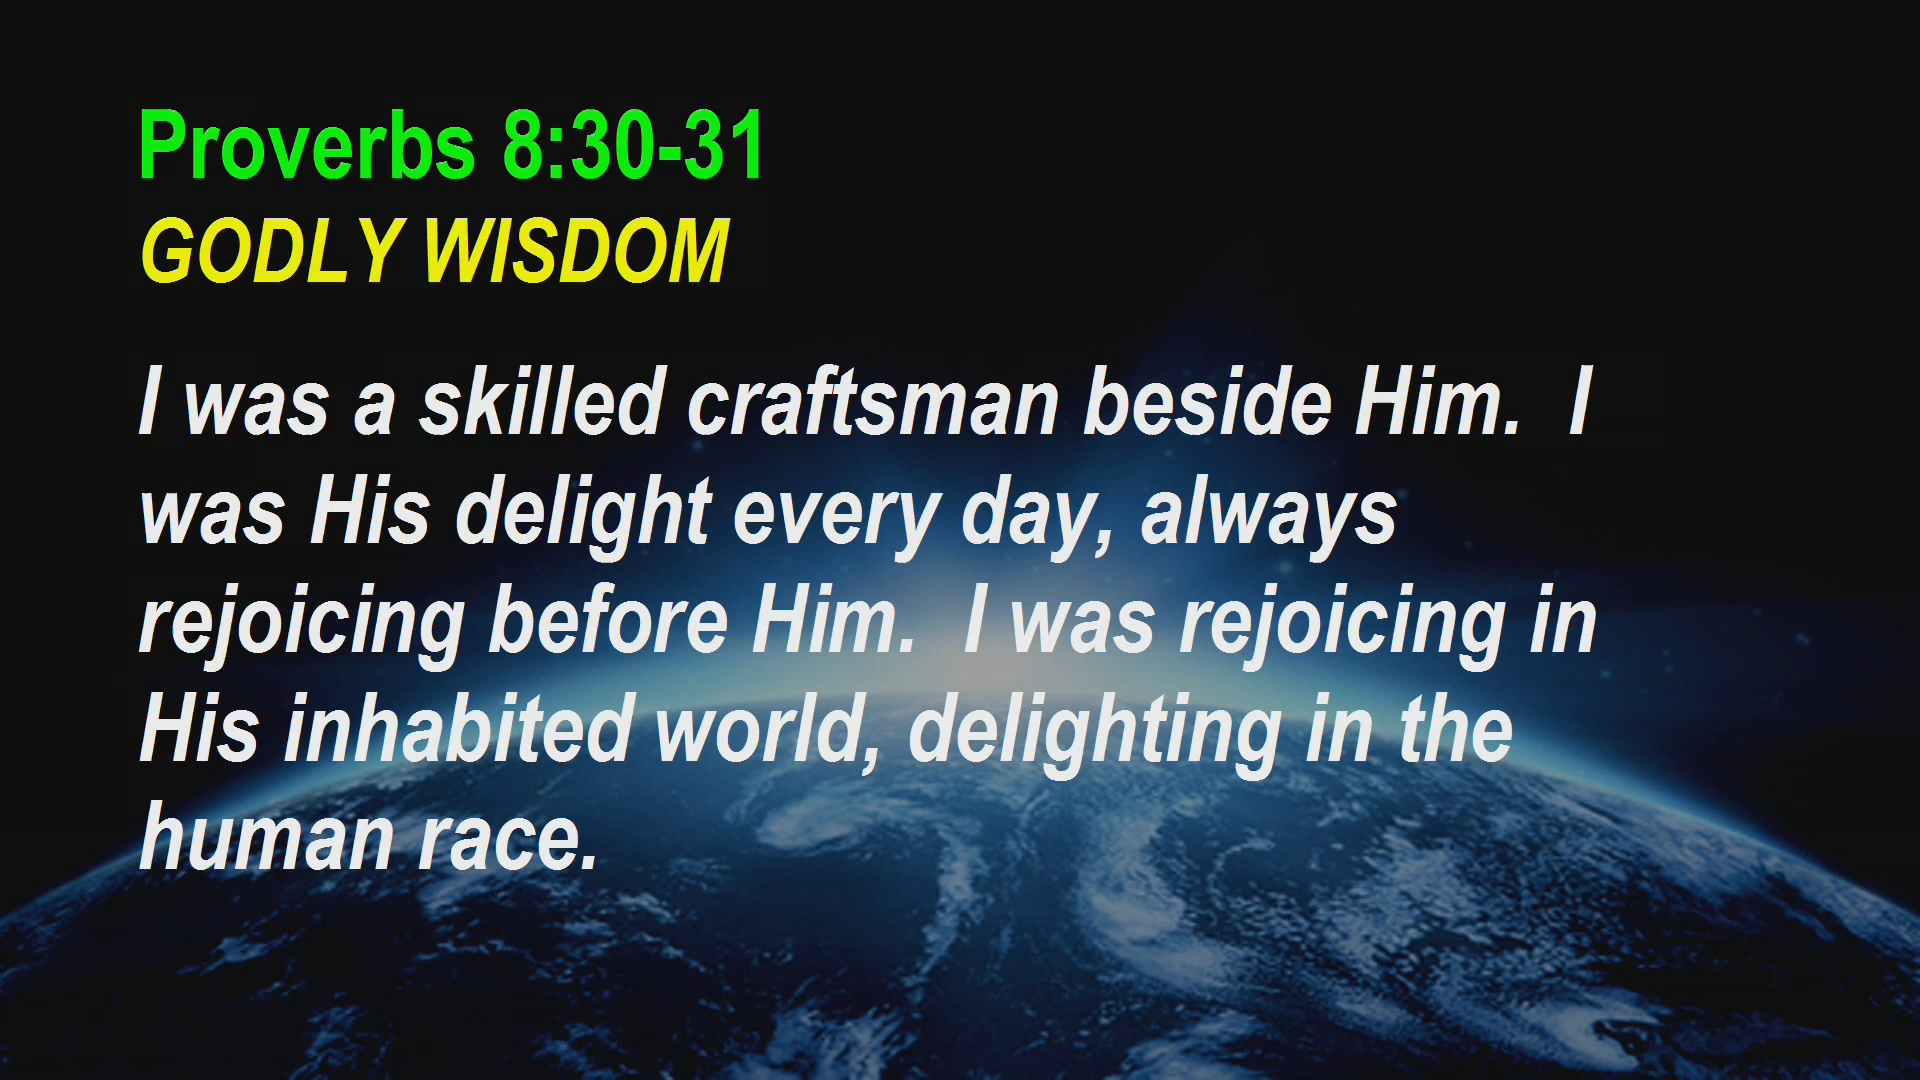 Proverbs 8:30-31
GODLY WISDOM
I was a skilled craftsman beside Him.  I
was His delight every day, always
rejoicing before Him.  I was rejoicing in
His inhabited world, delighting in the
human race.